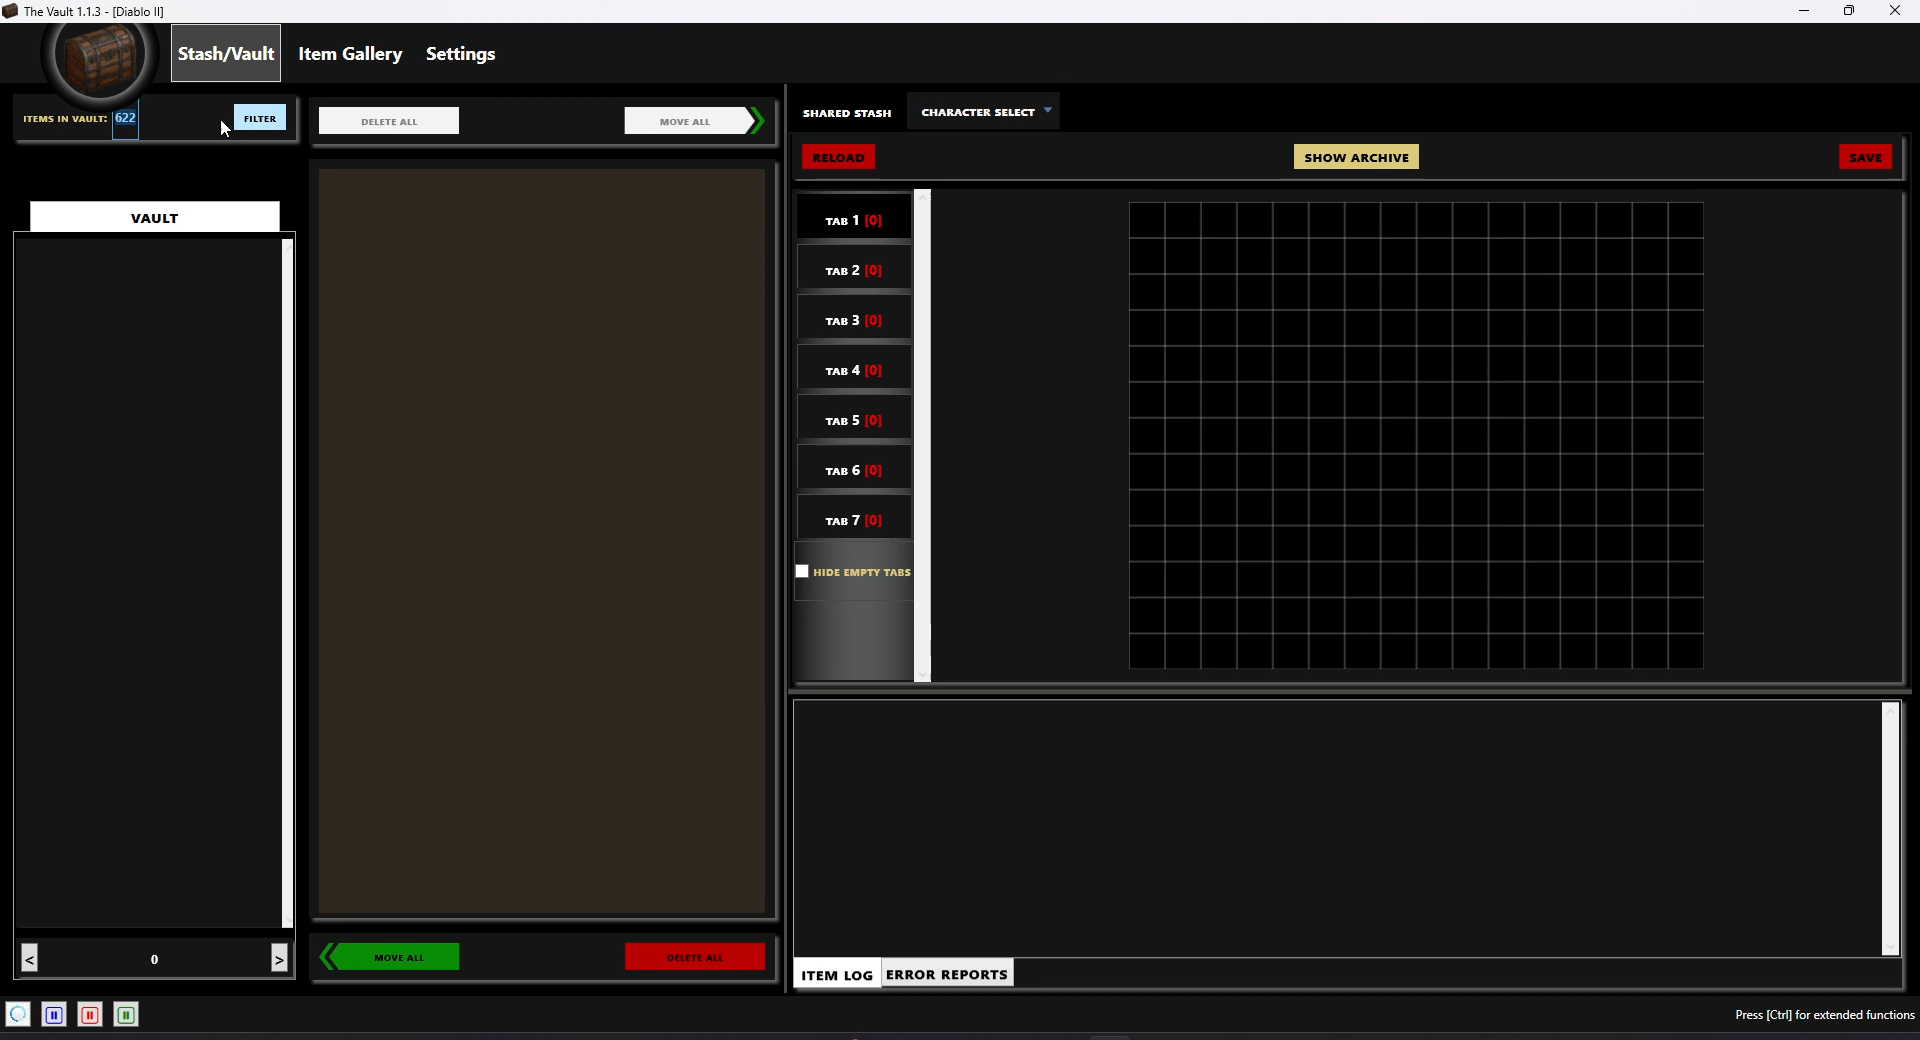 The Vault 1.1.3 - [Diablo II]
Stash/Vault
Item Gallery
Settings
ITEMS IN VAULT: 622
FILTER
DELETE ALL
MOVE ALL
SHARED STASH
CHARACTER SELECT
RELOAD
SHOW ARCHIVE
SAVE
VAULT
TAB 1 [0]
TAB 2 [0]
TAB 3 [0]
TAB 4 [0]
TAB 5 [0]
TAB 6 [0]
TAB 7 [0]
HIDE EMPTY TABS
< 0 >
MOVE ALL
DELETE ALL
ITEM LOG
ERROR REPORTS
Press [Ctrl] for extended functions